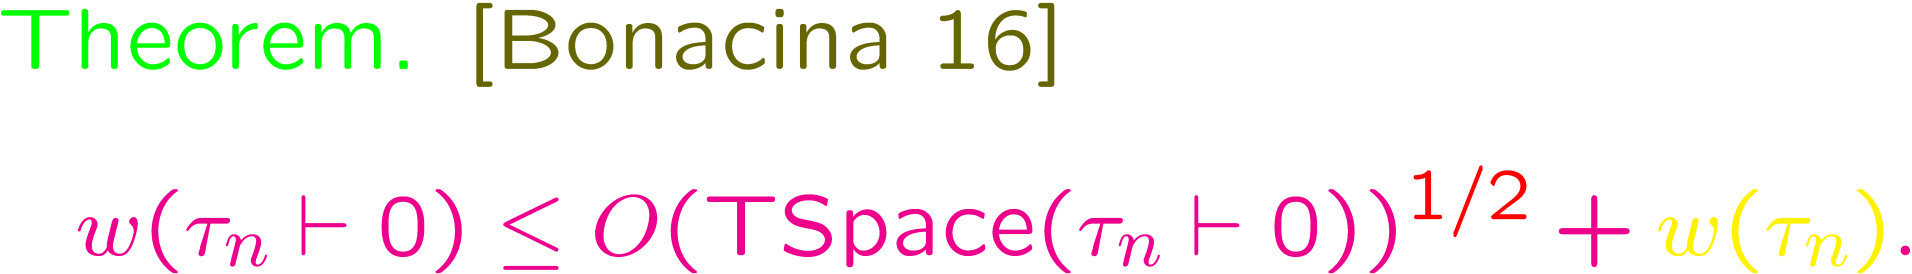 Theorem. [Bonacina 16]
w(τₙ ⊢ 0) ≤ O(TSpace(τₙ ⊢ 0))^{1/2} + w(τₙ).